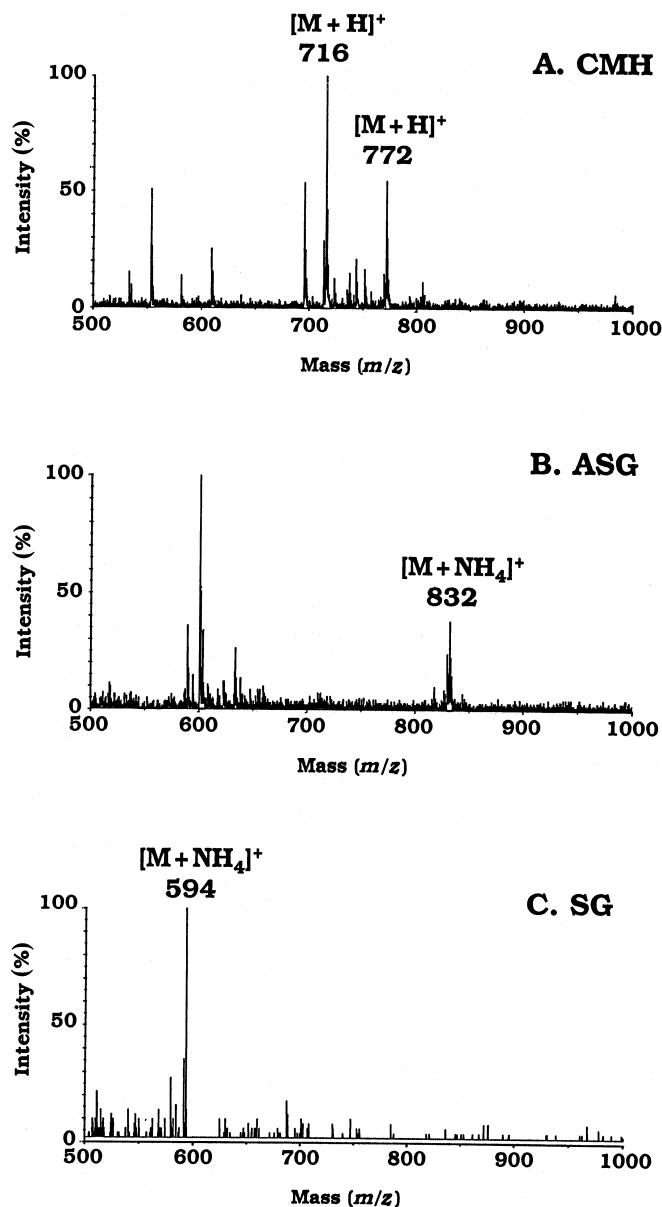 [M + H]+
716
A. CMH
[M + H]+
772
Intensity (%)
100
50
0
500 600 700 800 900 1000
Mass (m/z)
B. ASG
[M + NH4]+
832
Intensity (%)
100
50
0
500 600 700 800 900 1000
Mass (m/z)
[M + NH4]+
594
C. SG
Intensity (%)
100
50
0
500 600 700 800 900 1000
Mass (m/z)